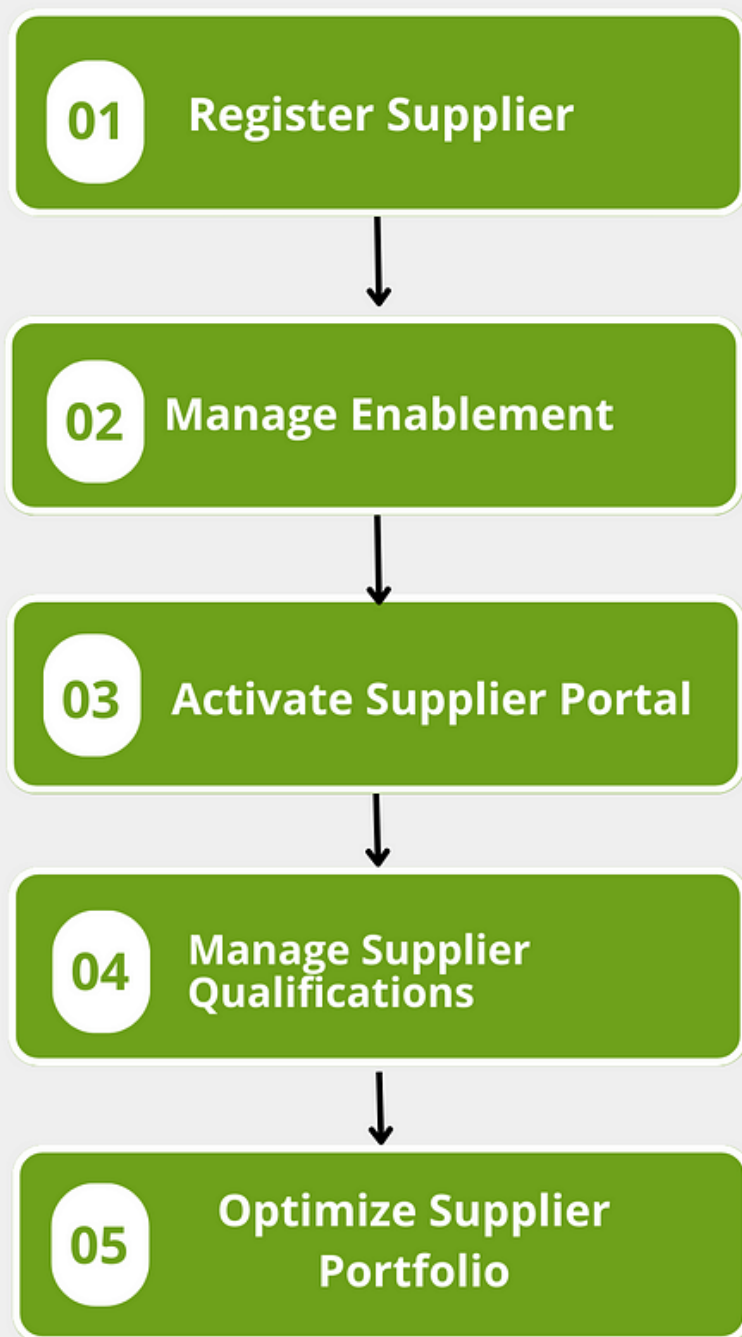 01
Register Supplier
02
Manage Enablement
03
Activate Supplier Portal
04
Manage Supplier
Qualifications
05
Optimize Supplier
Portfolio